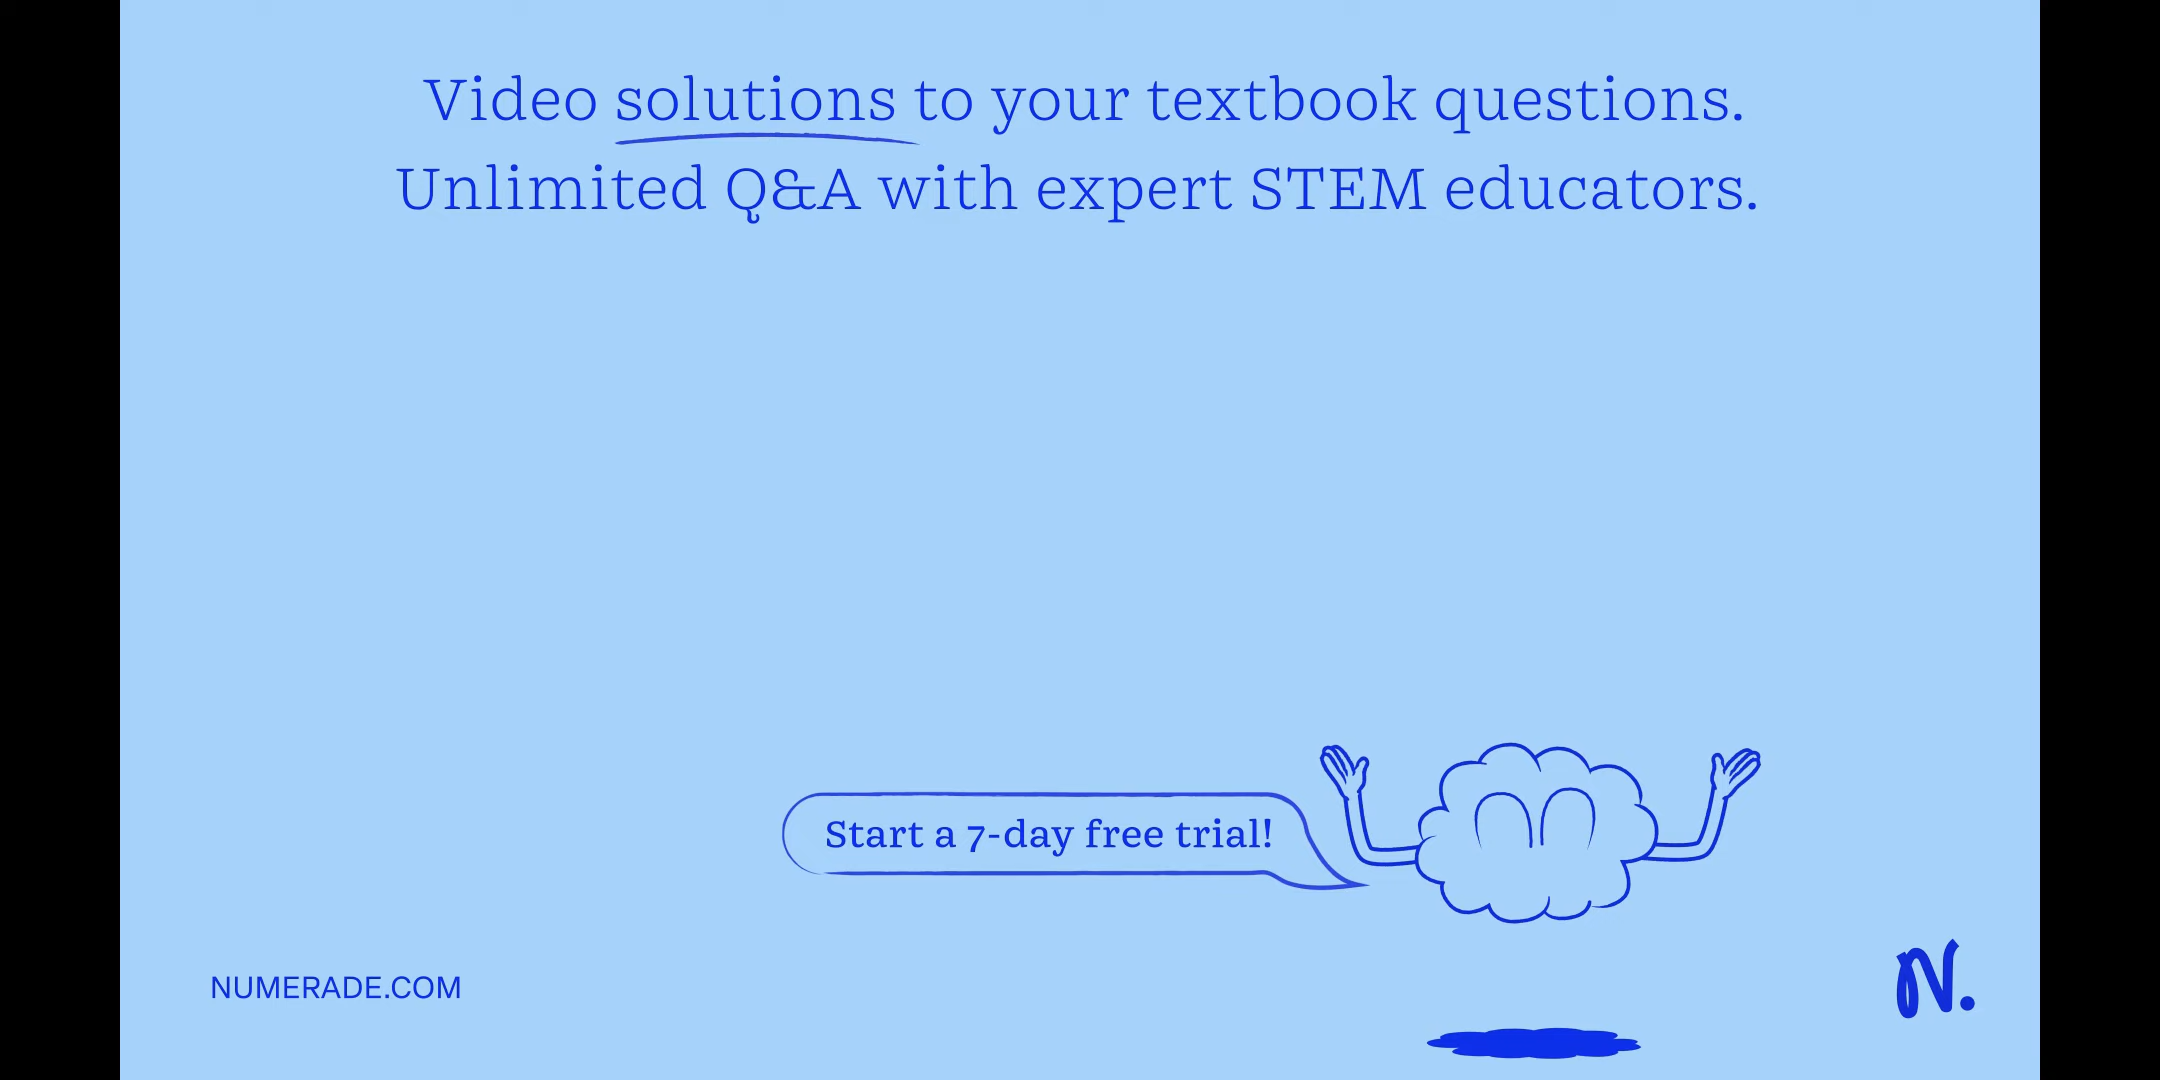 Video solutions to your textbook questions.
Unlimited Q&A with expert STEM educators.
Start a 7-day free trial!
NUMERADE.COM
N.